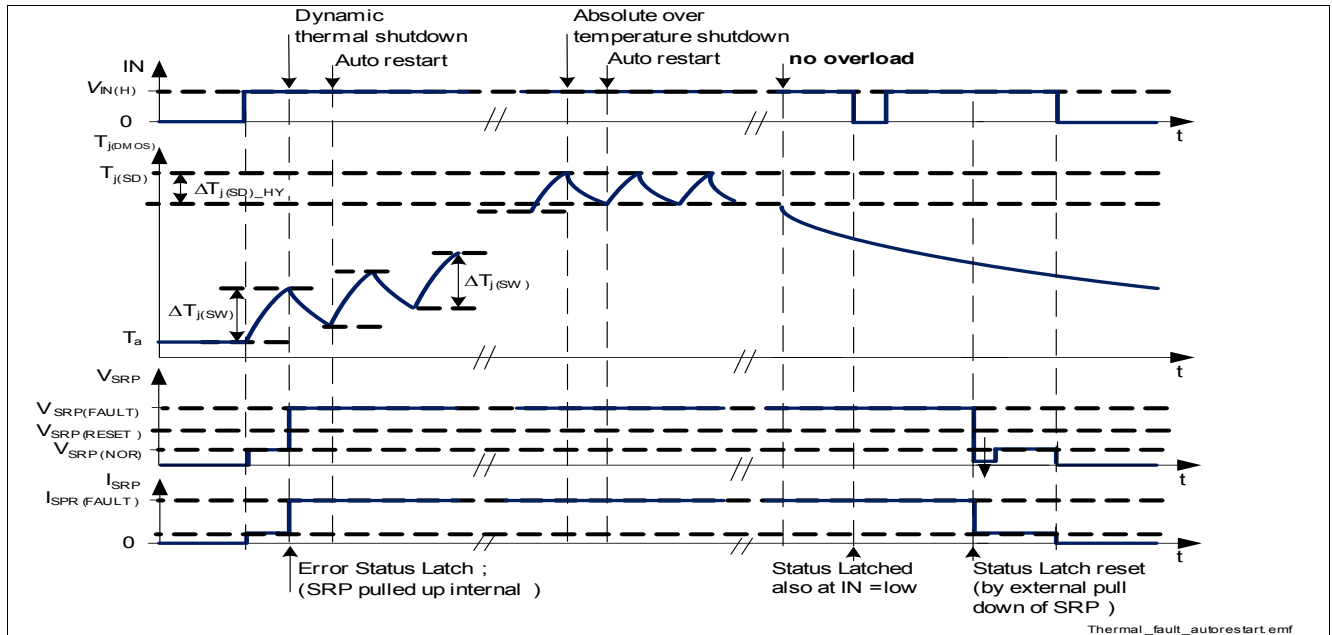 Dynamic
thermal shutdown
Absolute over
temperature shutdown
Auto restart
Auto restart
no overload
IN
VIN(H)
0
t
Tj(DMOS)
Tj(SD)
ΔTj(SD)_HY
ΔTj(SW)
ΔTj(SW)
Ta
t
VSRP
VSRP(FAULT)
VSRP(RESET )
VSRP(NOR)
t
ISRP
ISPR(FAULT)
0
t
Error Status Latch ;
(SRP pulled up internal )
Status Latched
also at IN =low
Status Latch reset
(by external pull
down of SRP )
Thermal_fault_autorestart.emf